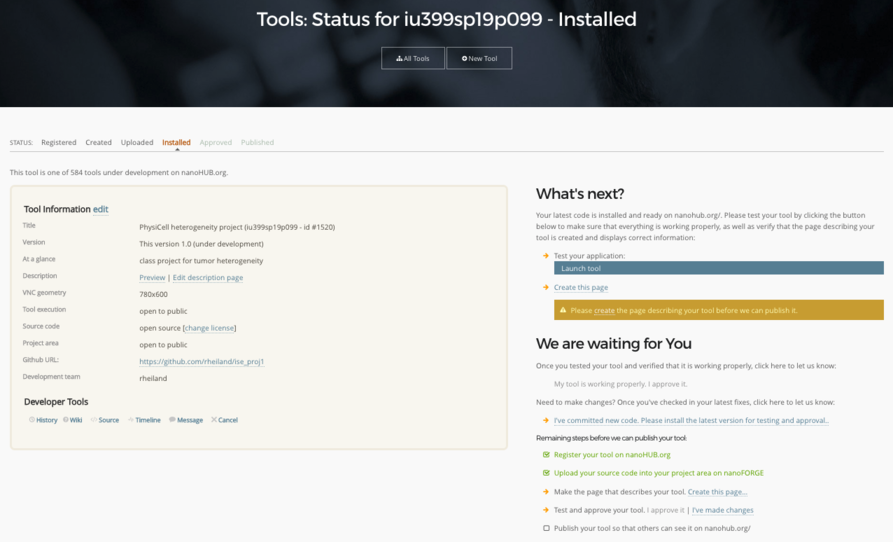 Tools: Status for iu399sp19p099 - Installed
All Tools
New Tool
STATUS: Registered Created Uploaded Installed Approved Published
This tool is one of 584 tools under development on nanoHUB.org.
Tool Information edit
Title PhysiCell heterogeneity project (iu399sp19p099 - id #1520)
Version This version 1.0 (under development)
At a glance class project for tumor heterogeneity
Description Preview | Edit description page
VNC geometry 780x600
Tool execution open to public
Source code open source [change license]
Project area open to public
Github URL: https://github.com/rheiland/ise_proj1
Development team rheiland
Developer Tools
History Wiki Source Timeline Message Cancel
What's next?
Your latest code is installed and ready on nanohub.org/. Please test your tool by clicking the button
below to make sure that everything is working properly, as well as verify that the page describing your
tool is created and displays correct information:
Test your application:
Launch tool
Create this page
Please create the page describing your tool before we can publish it.
We are waiting for You
Once you tested your tool and verified that it is working properly, click here to let us know:
My tool is working properly. I approve it.
Need to make changes? Once you've checked in your latest fixes, click here to let us know:
I've committed new code. Please install the latest version for testing and approval..
Remaining steps before we can publish your tool:
Register your tool on nanoHUB.org
Upload your source code into your project area on nanoFORGE
Make the page that describes your tool. Create this page...
Test and approve your tool. I approve it | I've made changes
Publish your tool so that others can see it on nanohub.org/